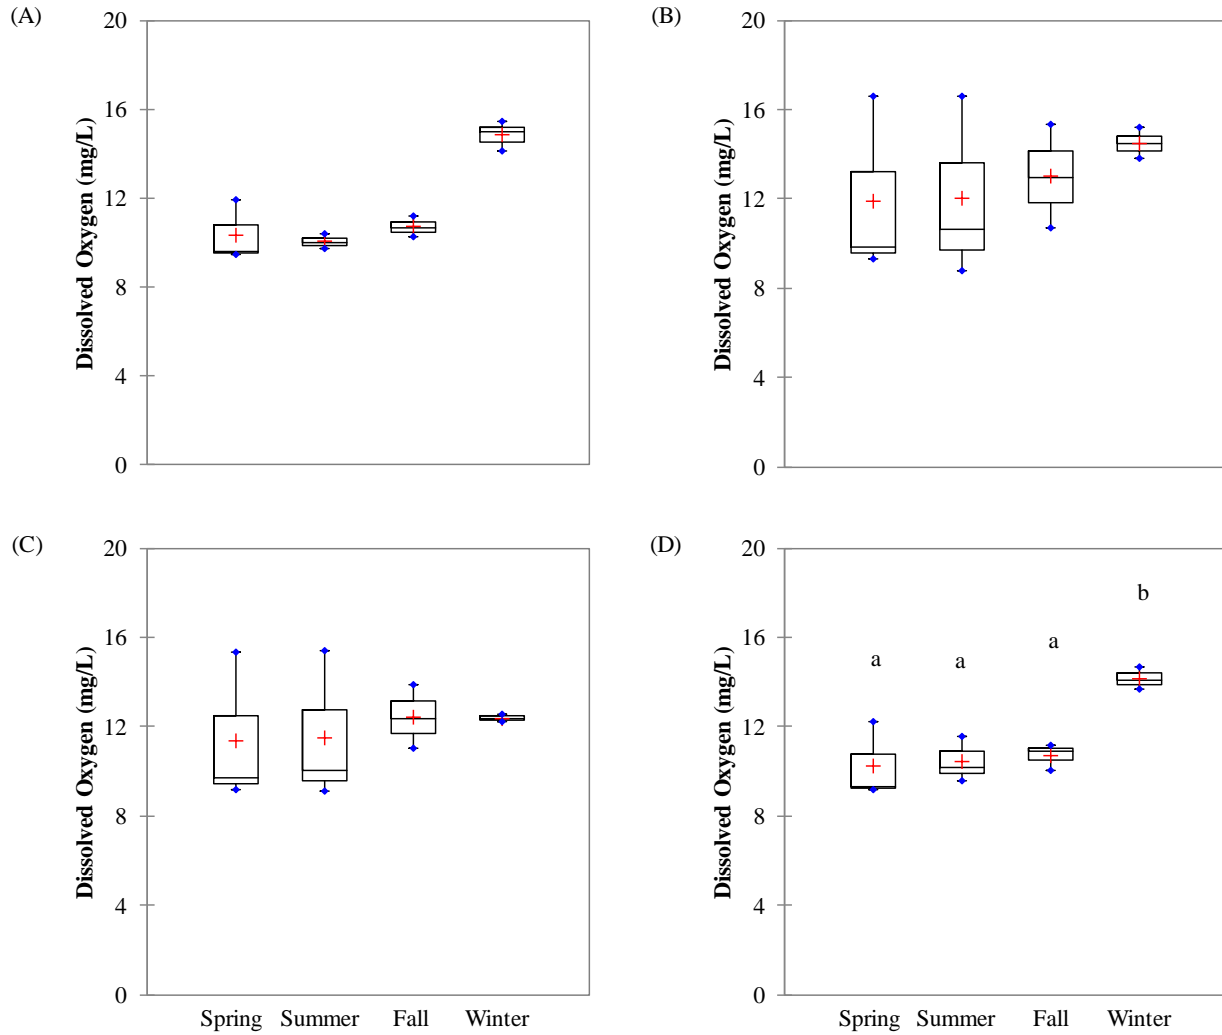 (A)
Dissolved Oxygen (mg/L)
20
16
12
8
4
0
(B)
Dissolved Oxygen (mg/L)
20
16
12
8
4
0
(C)
Dissolved Oxygen (mg/L)
20
16
12
8
4
0
Spring Summer Fall Winter
(D)
Dissolved Oxygen (mg/L)
20
16
12
8
4
0
a a a b
Spring Summer Fall Winter